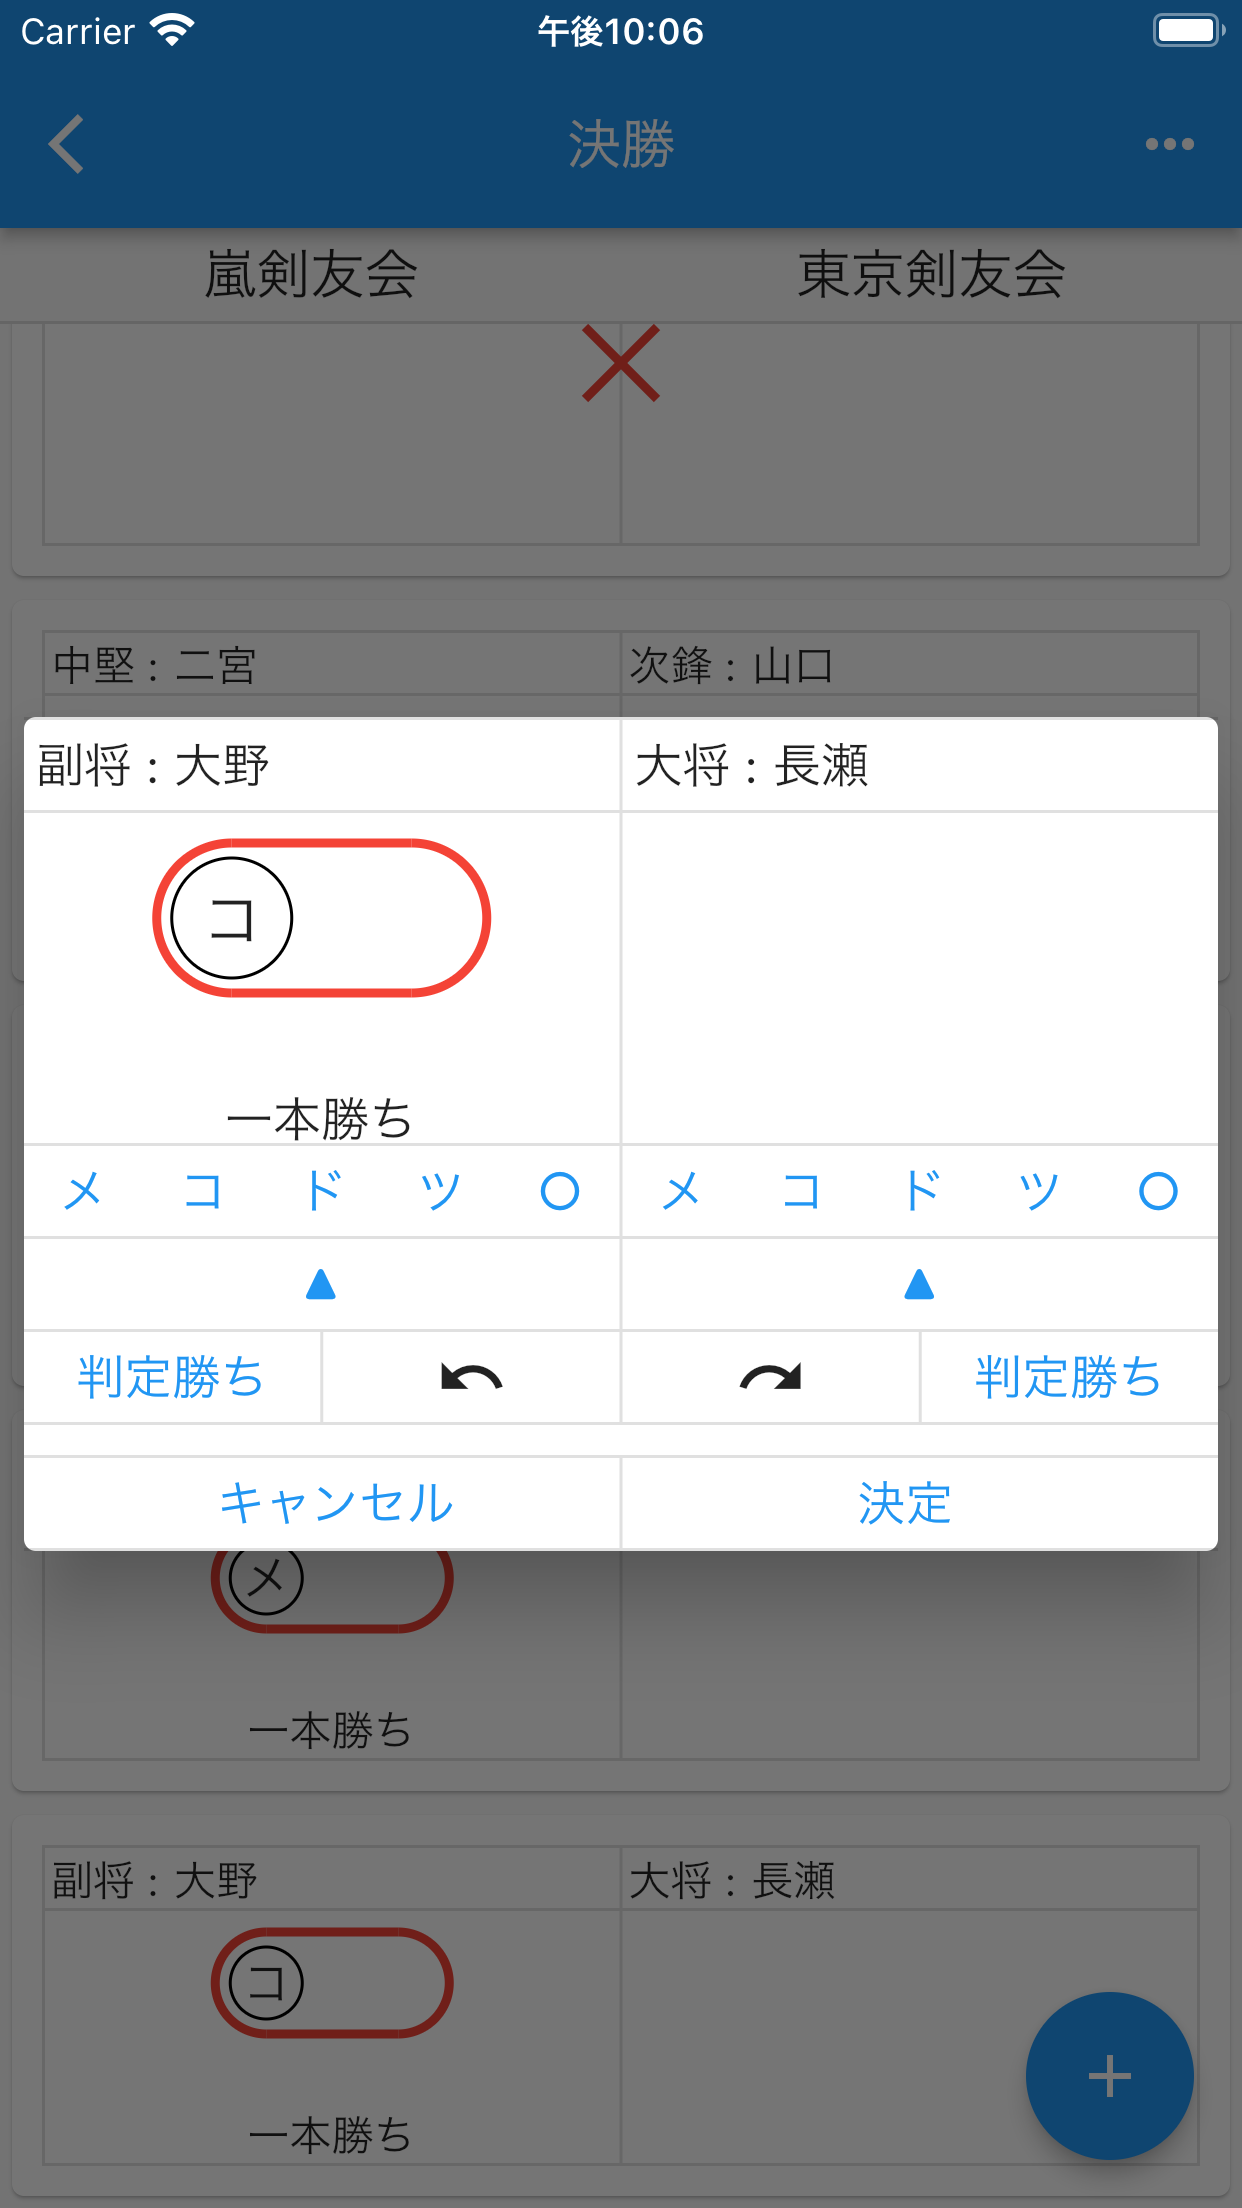 Carrier 午後10:06
決勝
嵐剣友会 東京剣友会
中堅：二宮 次鋒：山口
副将：大野 大将：長瀬
コ
一本勝ち
メ コ ド ツ ○ メ コ ド ツ ○
▲ ▲
判定勝ち 判定勝ち
キャンセル 決定
メ
一本勝ち
副将：大野 大将：長瀬
コ
一本勝ち